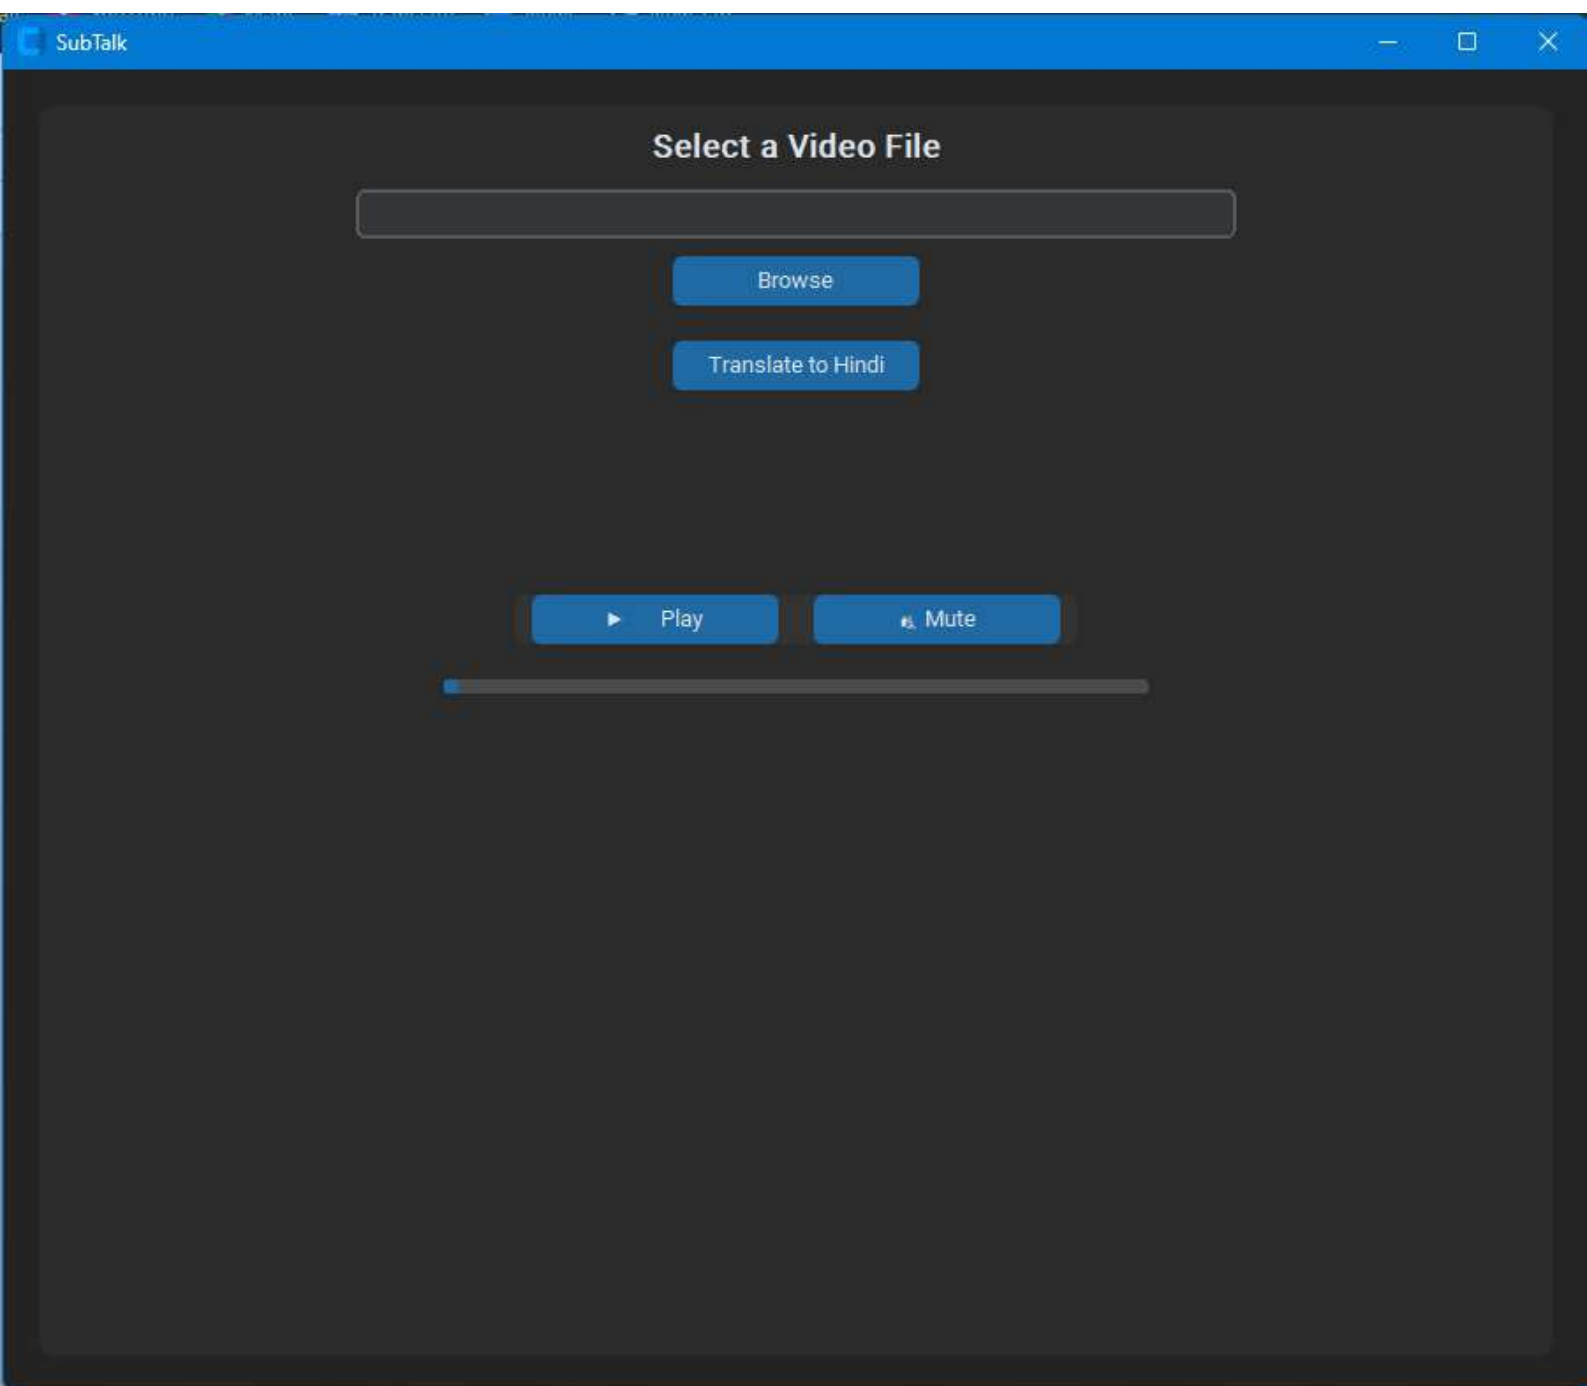 SubTalk
Select a Video File
Browse
Translate to Hindi
Play
Mute